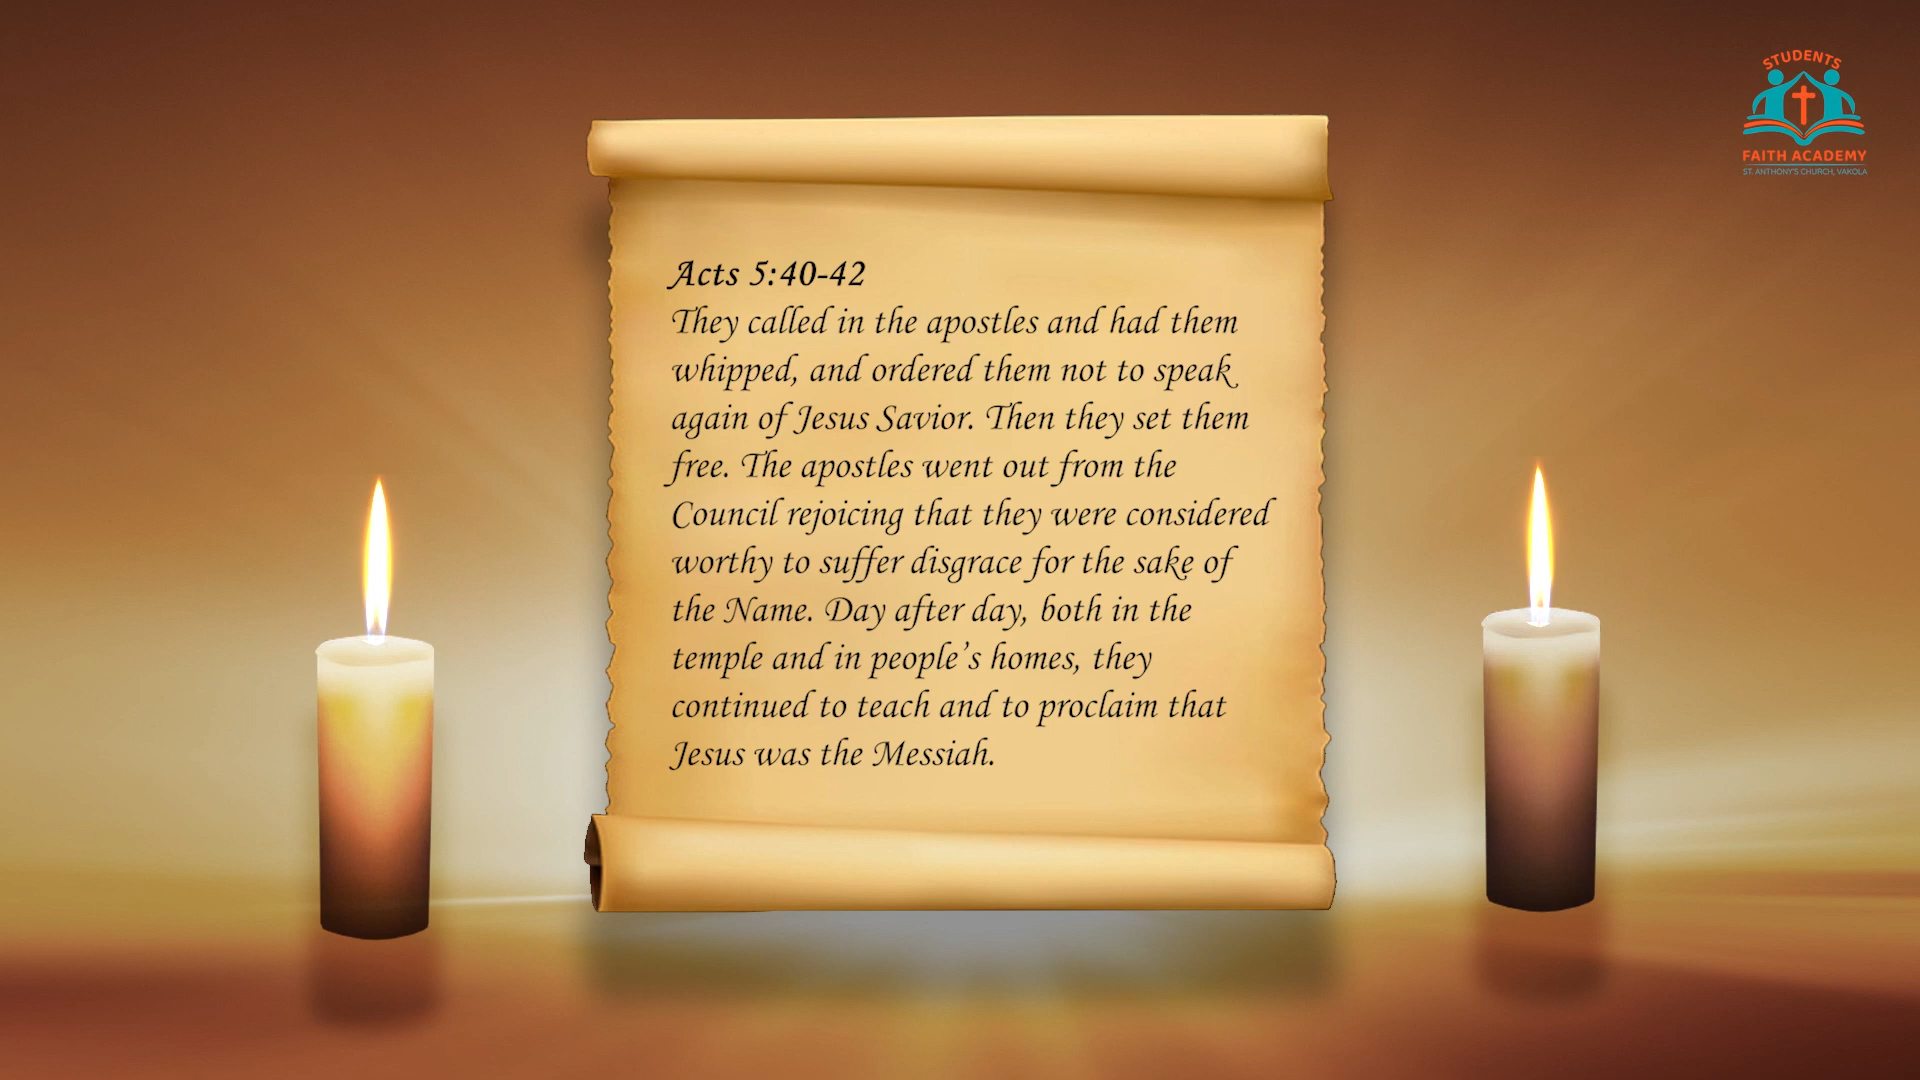 STUDENTS
FAITH ACADEMY
ST. ANTHONY'S CHURCH, VAKOLA
Acts 5:40-42
They called in the apostles and had them
whipped, and ordered them not to speak
again of Jesus Savior. Then they set them
free. The apostles went out from the
Council rejoicing that they were considered
worthy to suffer disgrace for the sake of
the Name. Day after day, both in the
temple and in people’s homes, they
continued to teach and to proclaim that
Jesus was the Messiah.